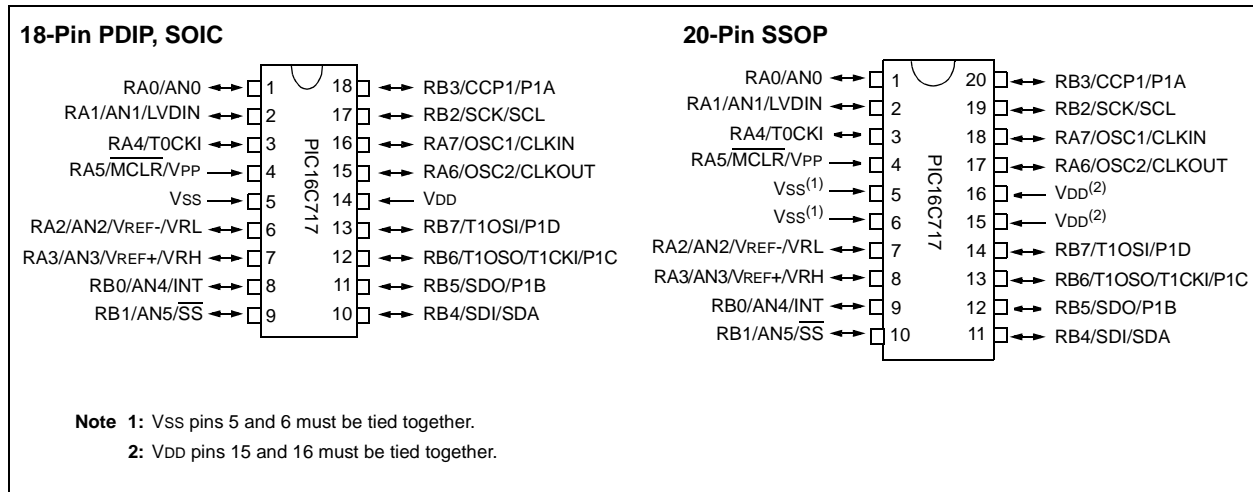 18-Pin PDIP, SOIC
RA0/AN0 1 18 RB3/CCP1/P1A
RA1/AN1/LVDIN 2 17 RB2/SCK/SCL
RA4/T0CKI 3 16 RA7/OSC1/CLKIN
RA5/MCLR/VPP 4 15 RA6/OSC2/CLKOUT
VSS 5 14 VDD
RA2/AN2/VREF-/VRL 6 13 RB7/T1OSI/P1D
RA3/AN3/VREF+/VRH 7 12 RB6/T1OSO/T1CKI/P1C
RB0/AN4/INT 8 11 RB5/SDO/P1B
RB1/AN5/SS 9 10 RB4/SDI/SDA
PIC16C717
20-Pin SSOP
RA0/AN0 1 20 RB3/CCP1/P1A
RA1/AN1/LVDIN 2 19 RB2/SCK/SCL
RA4/T0CKI 3 18 RA7/OSC1/CLKIN
RA5/MCLR/VPP 4 17 RA6/OSC2/CLKOUT
VSS(1) 5 16 VDD(2)
VSS(1) 6 15 VDD(2)
RA2/AN2/VREF-/VRL 7 14 RB7/T1OSI/P1D
RA3/AN3/VREF+/VRH 8 13 RB6/T1OSO/T1CKI/P1C
RB0/AN4/INT 9 12 RB5/SDO/P1B
RB1/AN5/SS 10 11 RB4/SDI/SDA
PIC16C717
Note 1: VSS pins 5 and 6 must be tied together.
2: VDD pins 15 and 16 must be tied together.